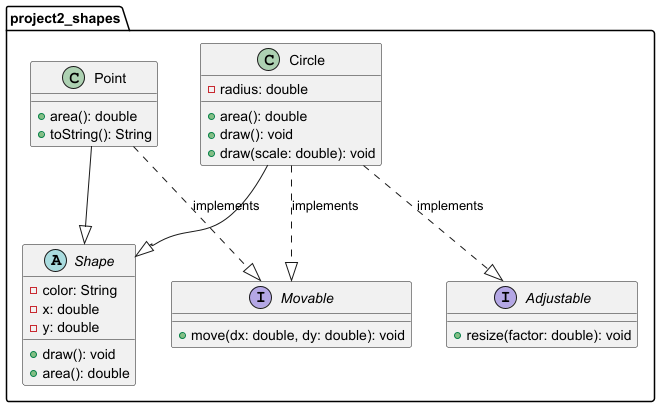 project2_shapes
C Point
area(): double
toString(): String
C Circle
radius: double
area(): double
draw(): void
draw(scale: double): void
implements
implements
implements
A Shape
color: String
x: double
y: double
draw(): void
area(): double
I Movable
move(dx: double, dy: double): void
I Adjustable
resize(factor: double): void